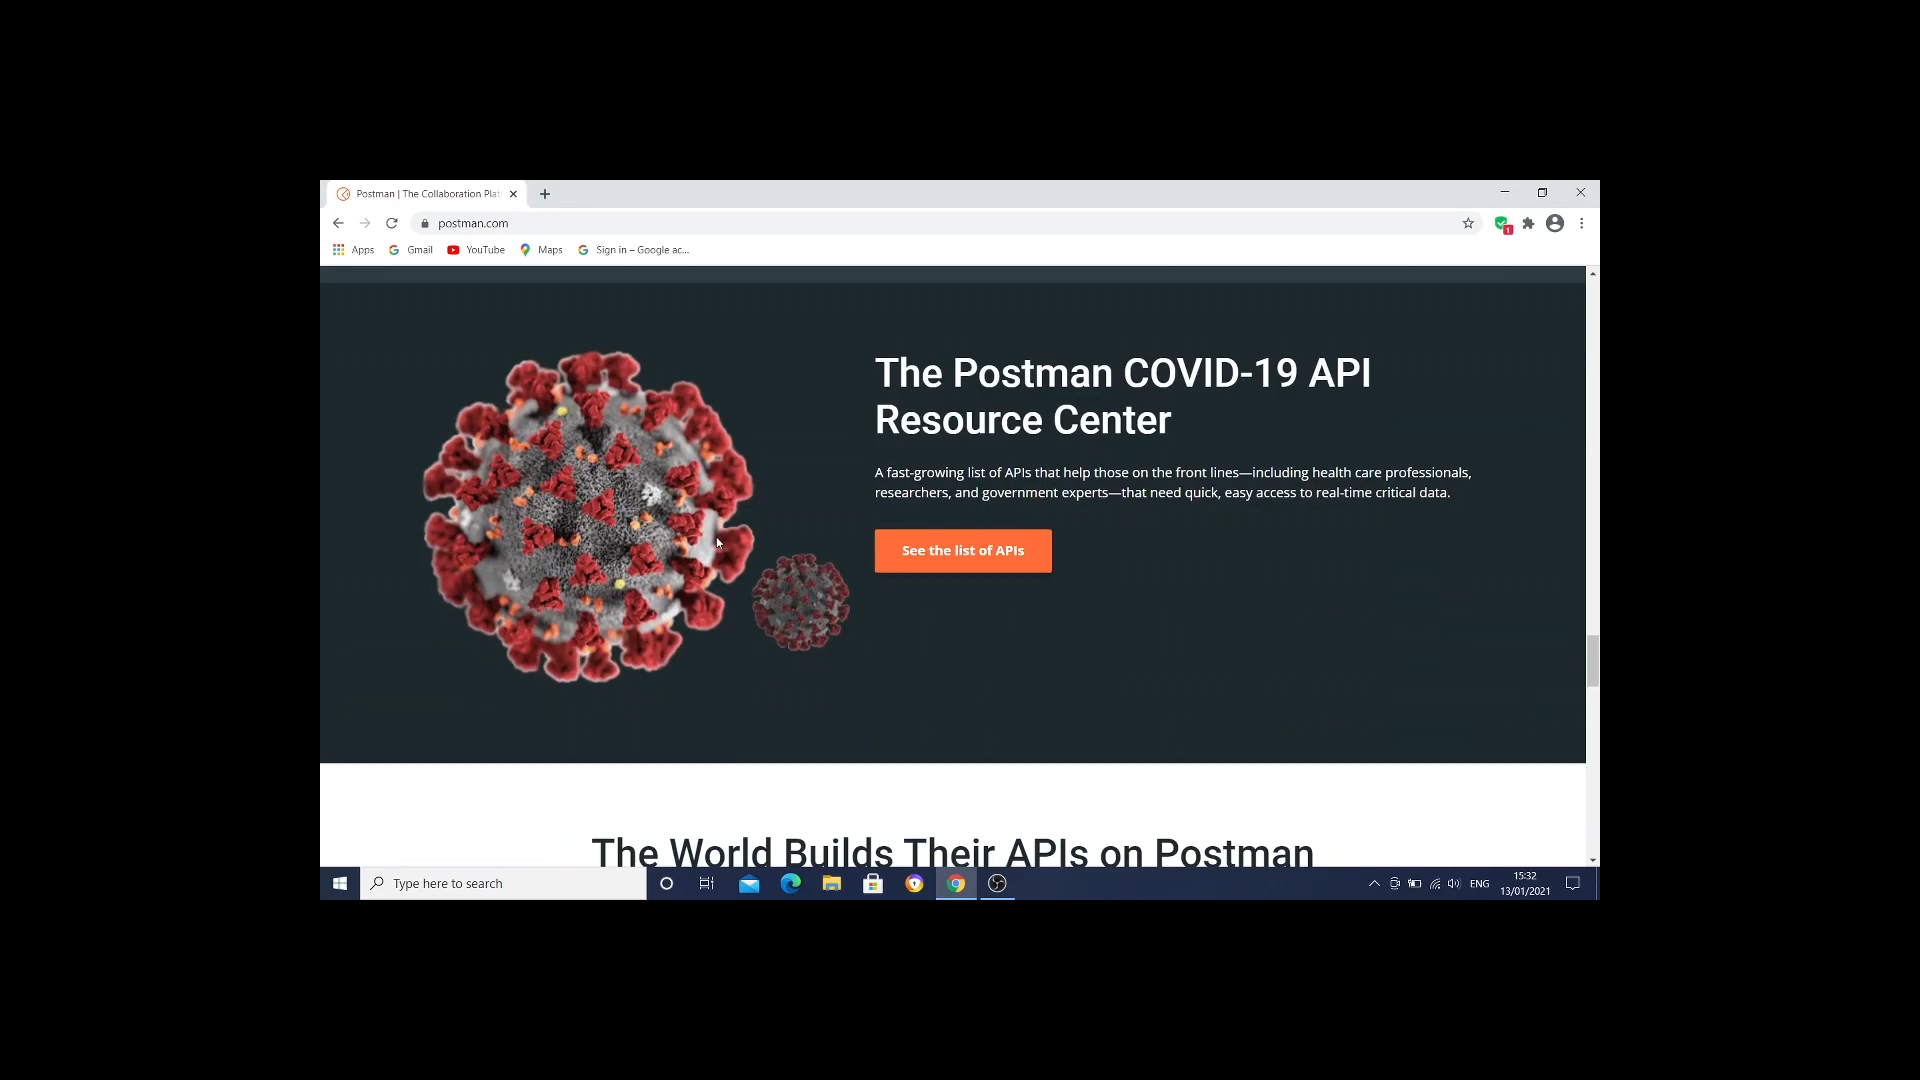 Postman | The Collaboration Plat
postman.com
1
Apps Gmail YouTube Maps Sign in – Google ac...
The Postman COVID-19 API
Resource Center
A fast-growing list of APIs that help those on the front lines—including health care professionals,
researchers, and government experts—that need quick, easy access to real-time critical data.
See the list of APIs
The World Builds Their APIs on Postman
Type here to search
ENG
15:32
13/01/2021